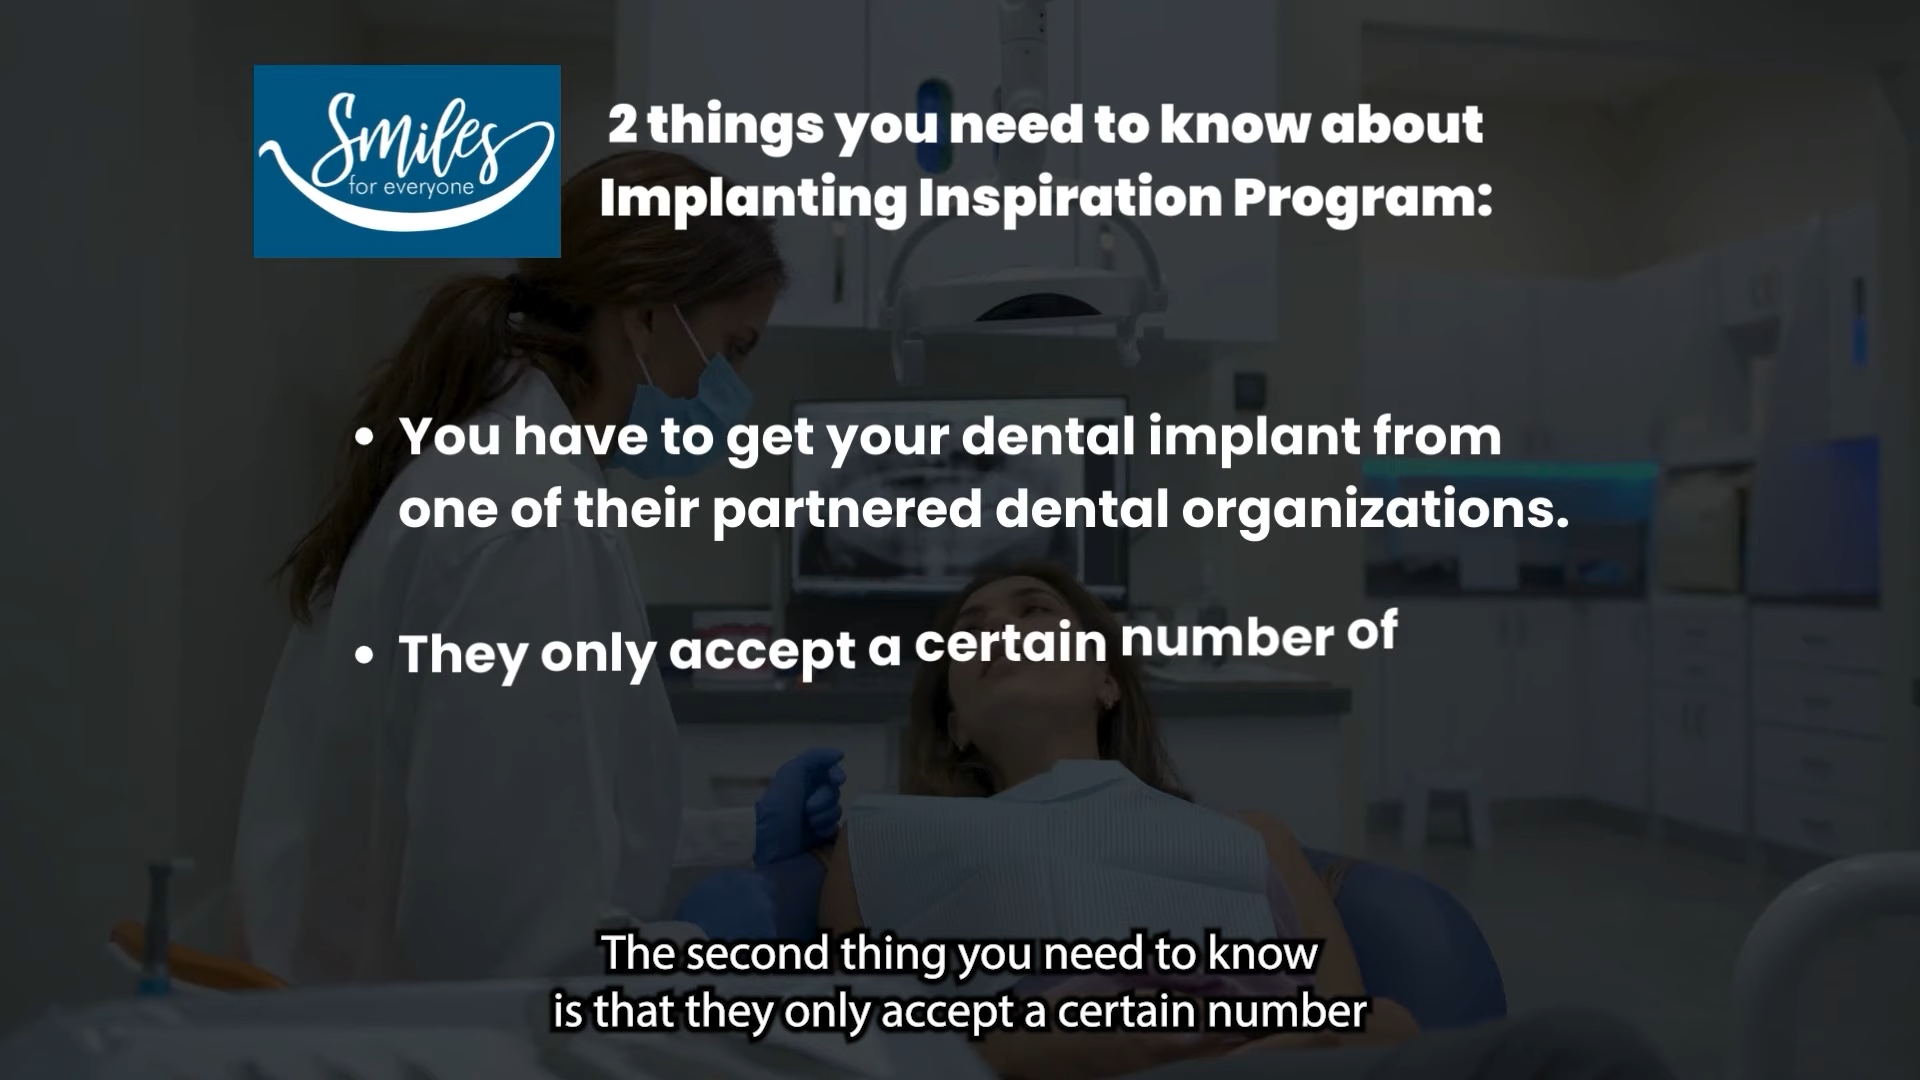 Smiles
for everyone
2 things you need to know about
Implanting Inspiration Program:
• You have to get your dental implant from
one of their partnered dental organizations.
• They only accept a certain number of
The second thing you need to know
is that they only accept a certain number